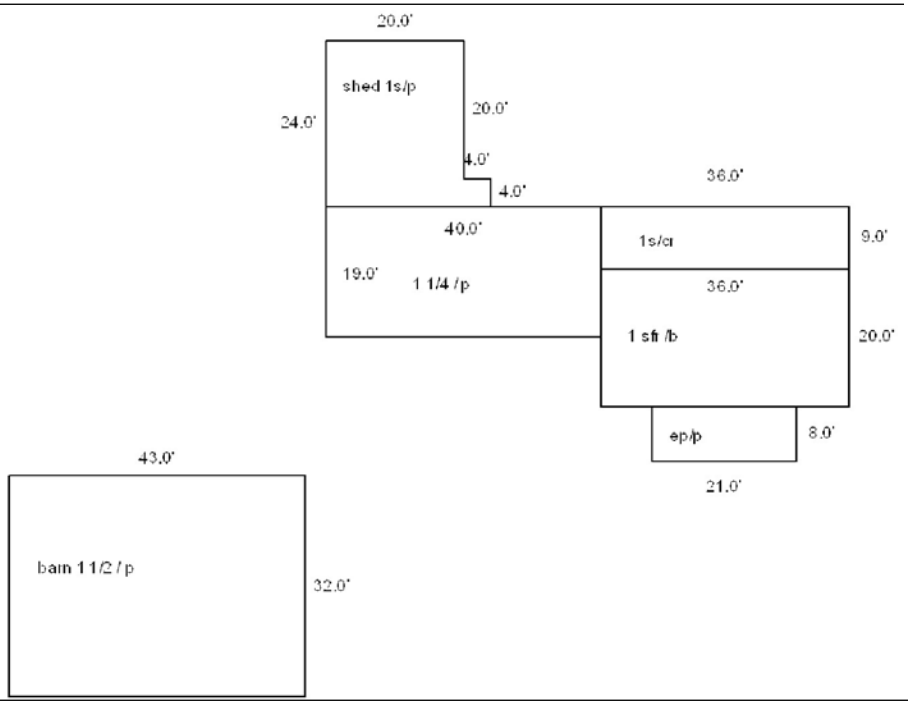 20.0'
shed 1s/p
24.0'
20.0'
4.0'
4.0'
36.0'
40.0'
1s/cr
9.0'
19.0'
1 1/4 /p
36.0'
1 sfr /b
20.0'
ep/p
8.0'
21.0'
43.0'
barn 1 1/2 / p
32.0'